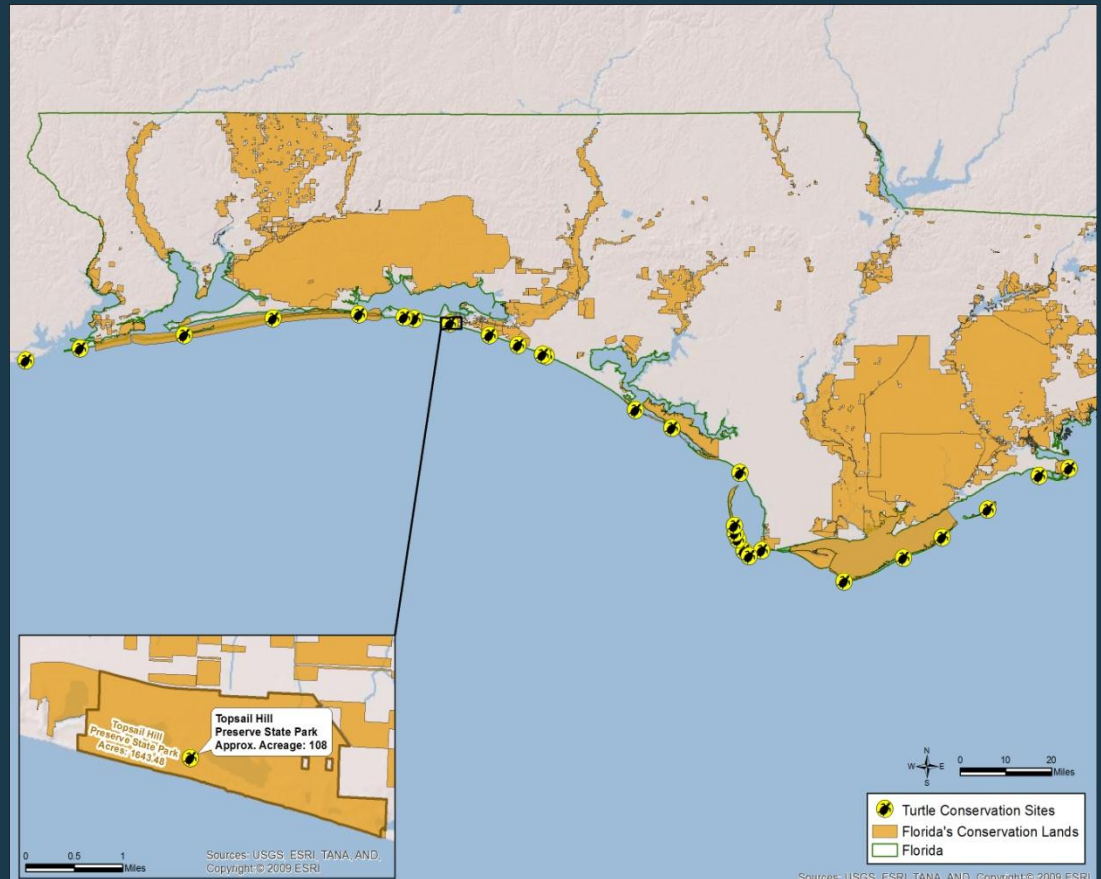 N
W E
S
0 10 20
Miles
Turtle Conservation Sites
Florida's Conservation Lands
Florida
Sources: USGS, ESRI, TANA, AND, Copyright:© 2009 ESRI
Topsail Hill
Preserve State Park
Acres: 1643.48
Topsail Hill
Preserve State Park
Approx. Acreage: 108
0 0.5 1
Miles
Sources: USGS, ESRI, TANA, AND,
Copyright:© 2009 ESRI